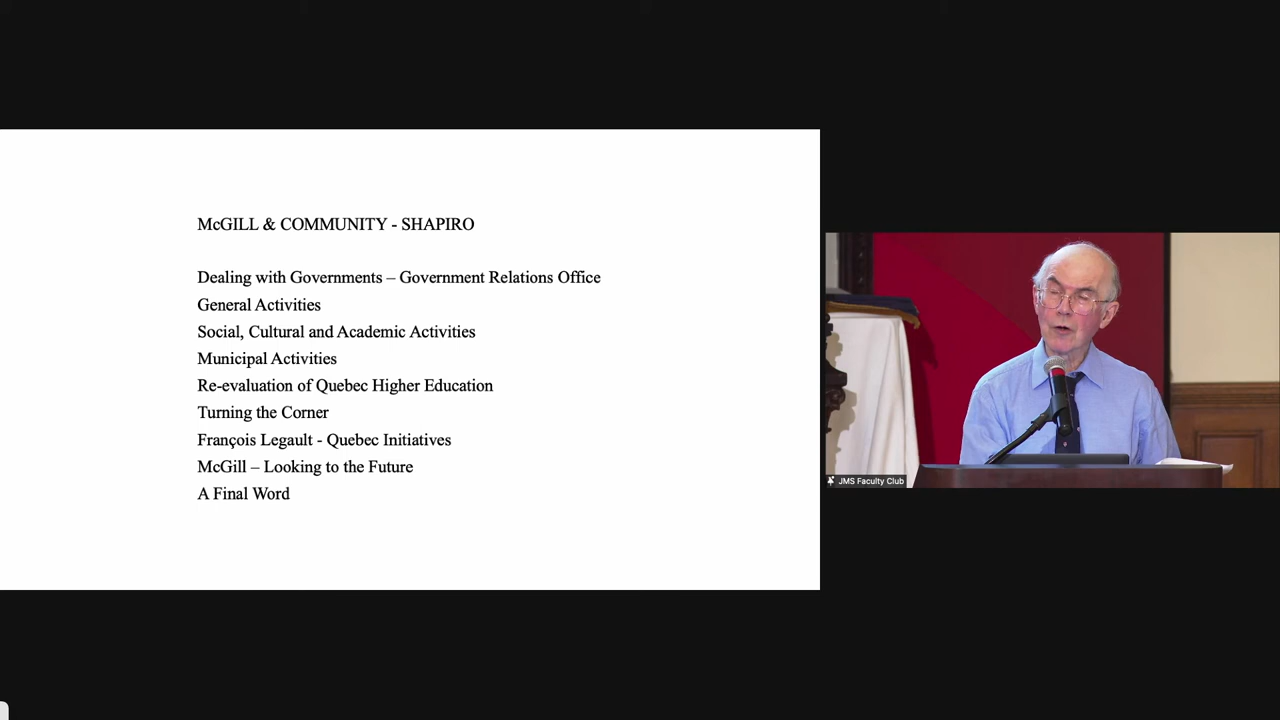 McGILL & COMMUNITY - SHAPIRO
Dealing with Governments – Government Relations Office
General Activities
Social, Cultural and Academic Activities
Municipal Activities
Re-evaluation of Quebec Higher Education
Turning the Corner
François Legault - Quebec Initiatives
McGill – Looking to the Future
A Final Word
JMS Faculty Club